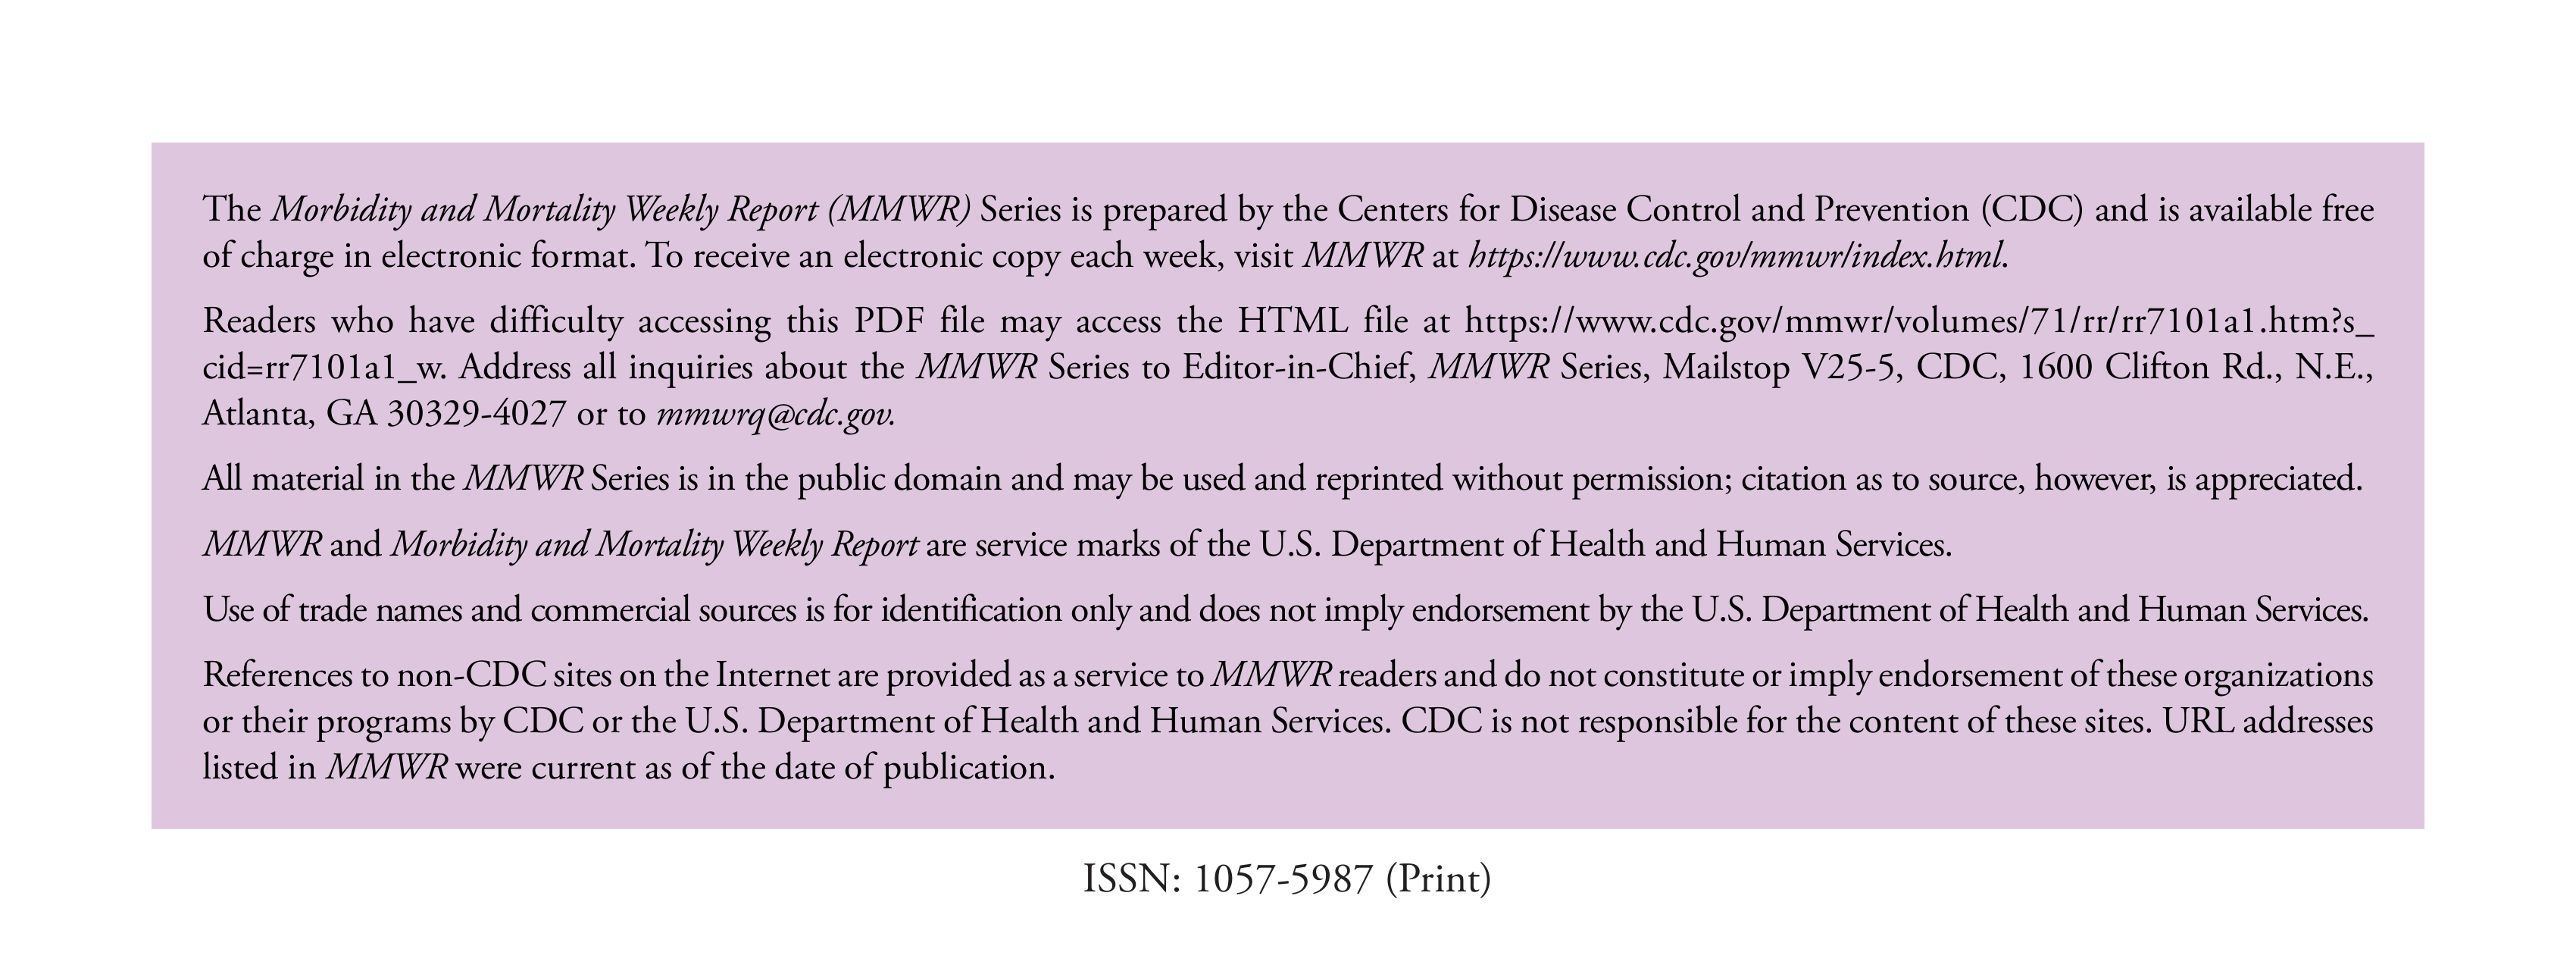 The Morbidity and Mortality Weekly Report (MMWR) Series is prepared by the Centers for Disease Control and Prevention (CDC) and is available free
of charge in electronic format. To receive an electronic copy each week, visit MMWR at https://www.cdc.gov/mmwr/index.html.
Readers who have difficulty accessing this PDF file may access the HTML file at https://www.cdc.gov/mmwr/volumes/71/rr/rr7101a1.htm?s_
cid=rr7101a1_w. Address all inquiries about the MMWR Series to Editor-in-Chief, MMWR Series, Mailstop V25-5, CDC, 1600 Clifton Rd., N.E.,
Atlanta, GA 30329-4027 or to mmwrq@cdc.gov.
All material in the MMWR Series is in the public domain and may be used and reprinted without permission; citation as to source, however, is appreciated.
MMWR and Morbidity and Mortality Weekly Report are service marks of the U.S. Department of Health and Human Services.
Use of trade names and commercial sources is for identification only and does not imply endorsement by the U.S. Department of Health and Human Services.
References to non-CDC sites on the Internet are provided as a service to MMWR readers and do not constitute or imply endorsement of these organizations
or their programs by CDC or the U.S. Department of Health and Human Services. CDC is not responsible for the content of these sites. URL addresses
listed in MMWR were current as of the date of publication.
ISSN: 1057-5987 (Print)